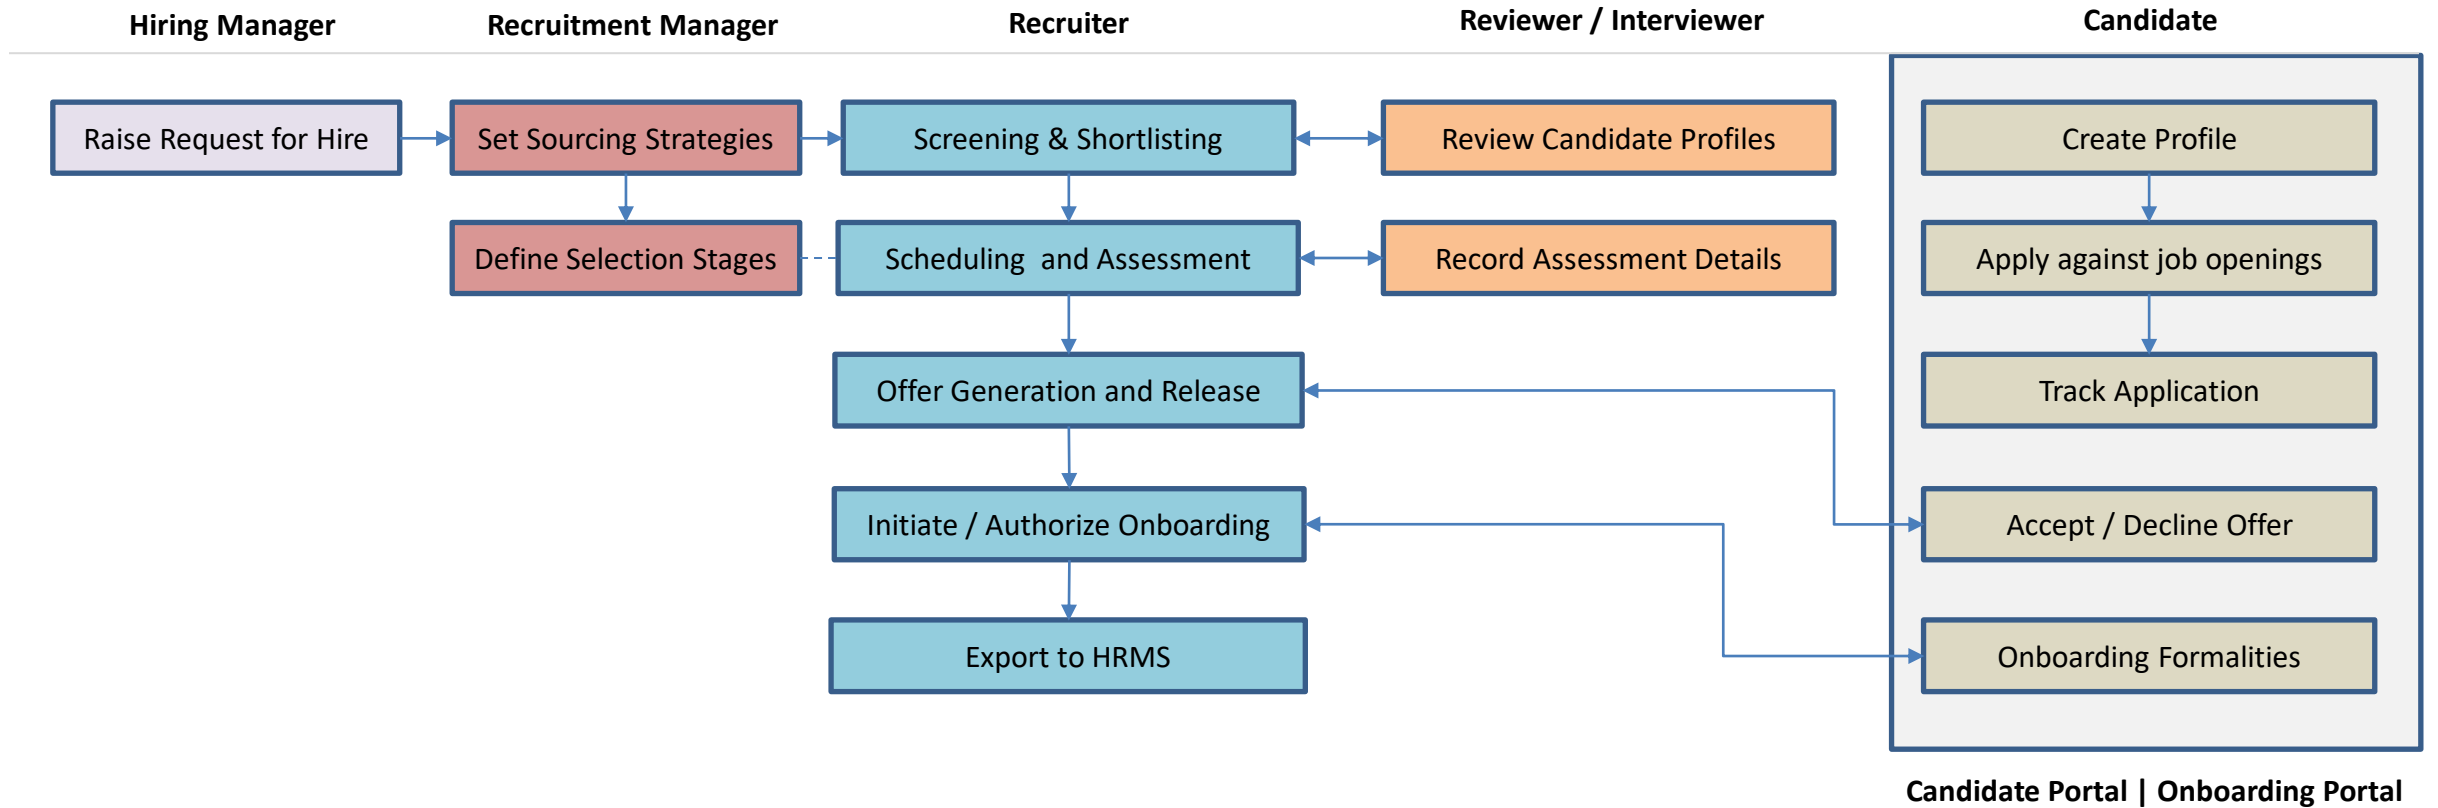 Hiring Manager
Recruitment Manager
Recruiter
Reviewer / Interviewer
Candidate
Raise Request for Hire
Set Sourcing Strategies
Screening & Shortlisting
Review Candidate Profiles
Create Profile
Define Selection Stages
Scheduling  and Assessment
Record Assessment Details
Apply against job openings
Offer Generation and Release
Track Application
Initiate / Authorize Onboarding
Accept / Decline Offer
Export to HRMS
Onboarding Formalities
Candidate Portal | Onboarding Portal